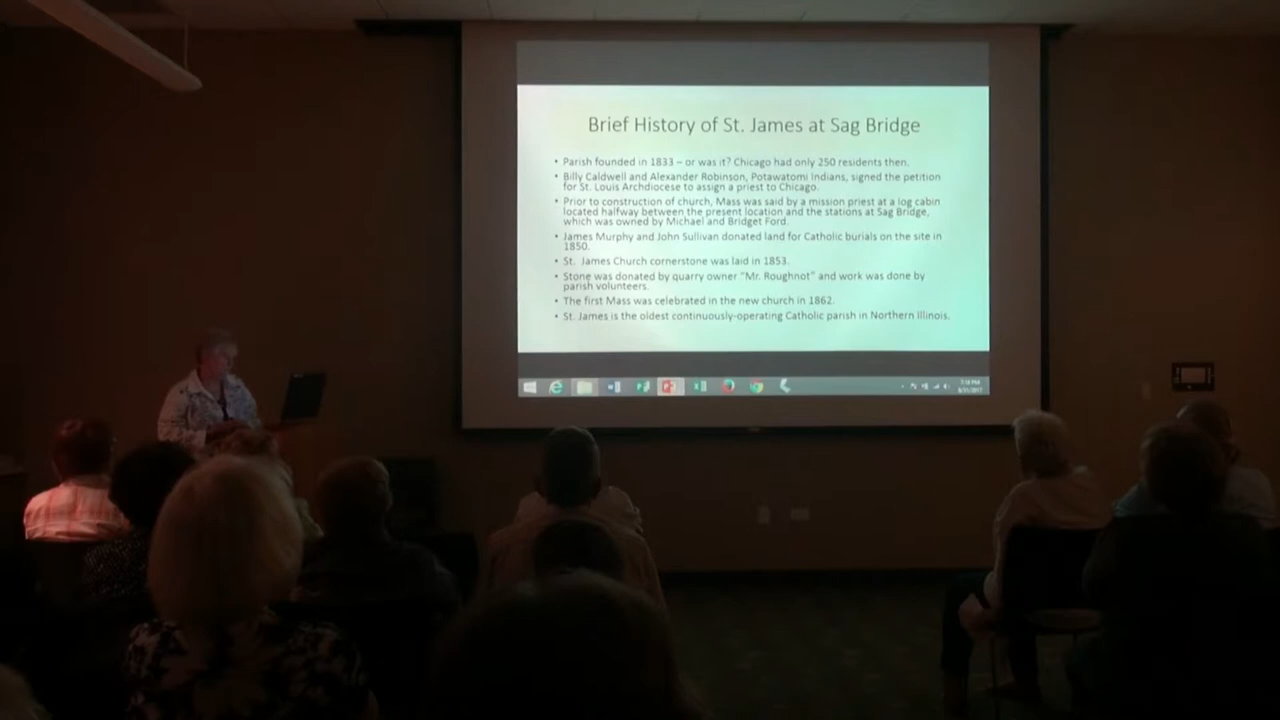 Brief History of St. James at Sag Bridge
• Parish founded in 1833 – or was it? Chicago had only 250 residents then.
• Billy Caldwell and Alexander Robinson, Potawatomi Indians, signed the petition
for St. Louis Archdiocese to assign a priest to Chicago.
• Prior to construction of church, Mass was said by a mission priest at a log cabin
located halfway between the present location and the stations at Sag Bridge,
which was owned by Michael and Bridget Ford.
• James Murphy and John Sullivan donated land for Catholic burials on the site in
1850.
• St. James Church cornerstone was laid in 1853.
• Stone was donated by quarry owner "Mr. Roughnot" and work was done by
parish volunteers.
• The first Mass was celebrated in the new church in 1862.
• St. James is the oldest continuously-operating Catholic parish in Northern Illinois.